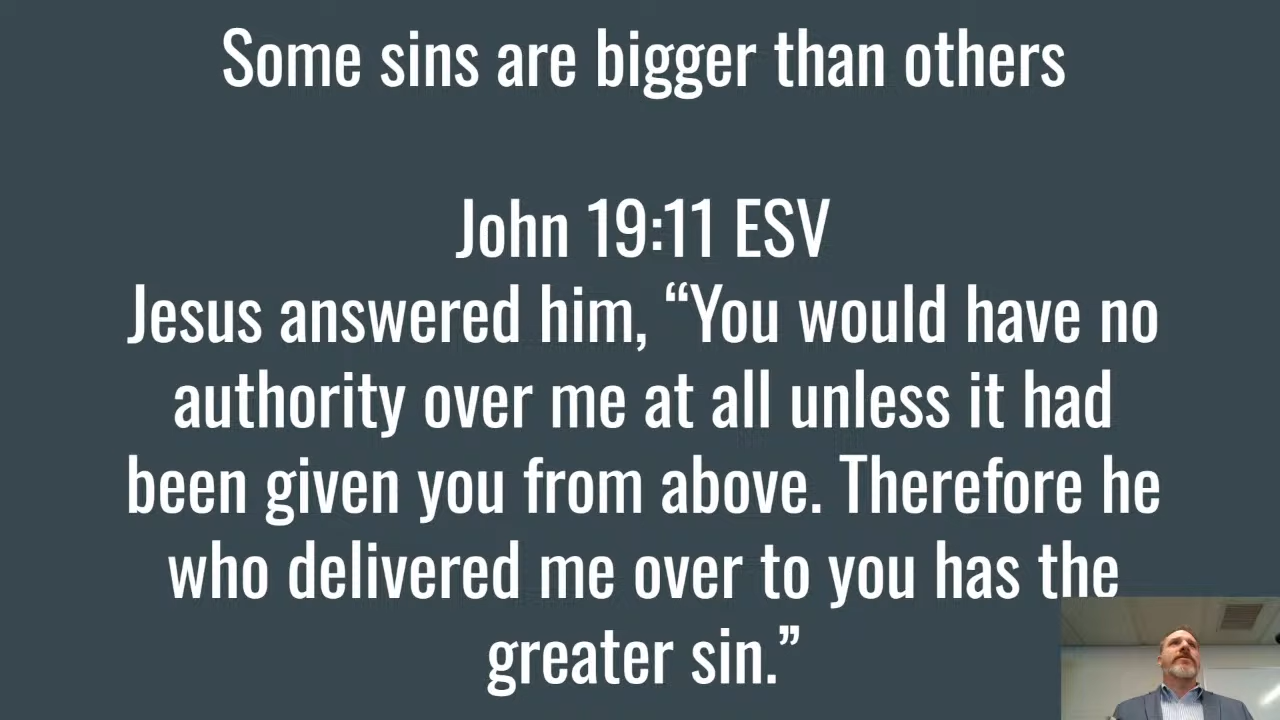 Some sins are bigger than others
John 19:11 ESV
Jesus answered him, “You would have no
authority over me at all unless it had
been given you from above. Therefore he
who delivered me over to you has the
greater sin.”